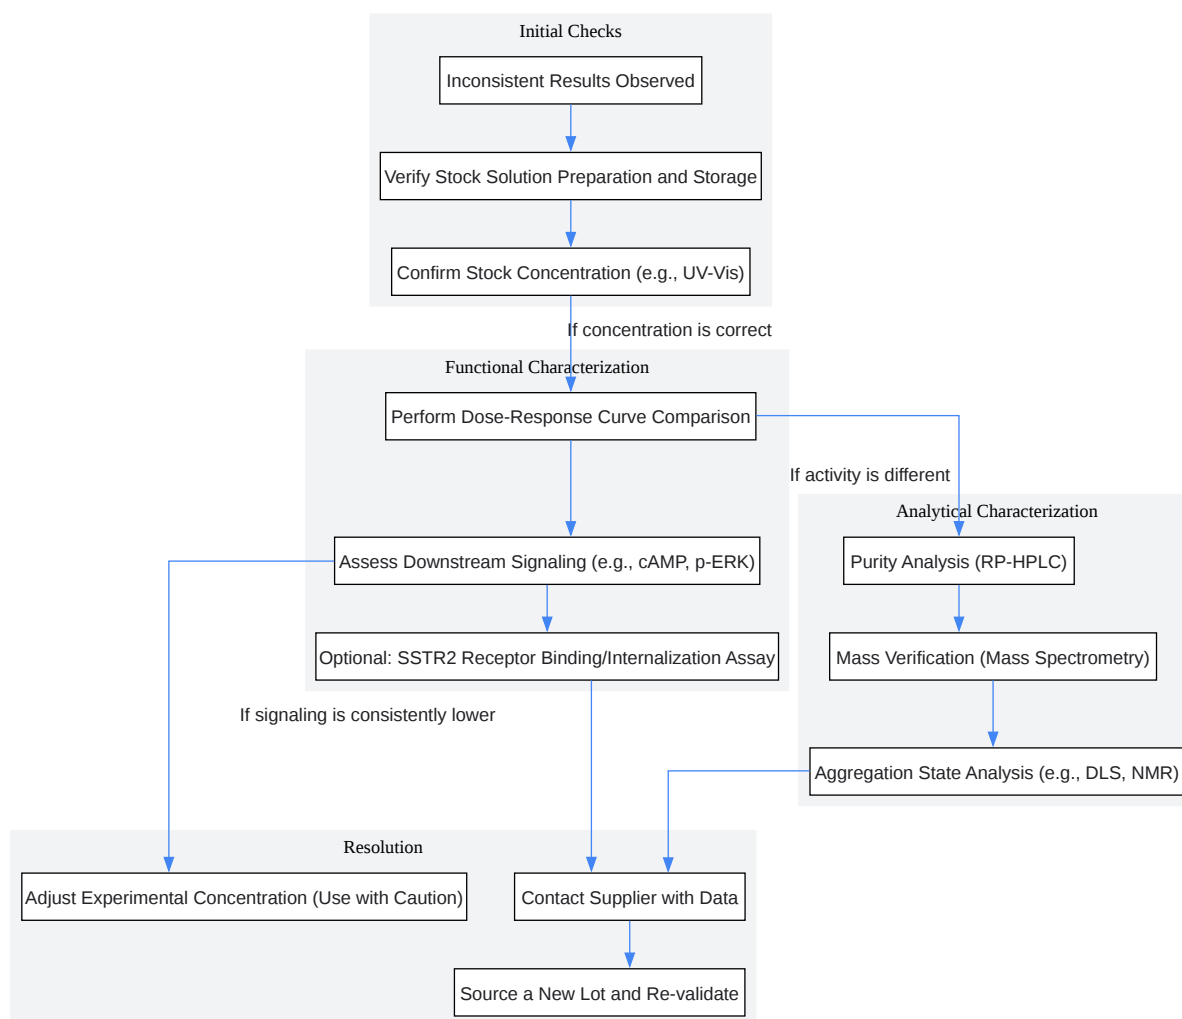 Initial Checks
Inconsistent Results Observed
Verify Stock Solution Preparation and Storage
Confirm Stock Concentration (e.g., UV-Vis)
If concentration is correct
Functional Characterization
Perform Dose-Response Curve Comparison
If activity is different
Analytical Characterization
Assess Downstream Signaling (e.g., cAMP, p-ERK)
Purity Analysis (RP-HPLC)
Optional: SSTR2 Receptor Binding/Internalization Assay
Mass Verification (Mass Spectrometry)
If signaling is consistently lower
Aggregation State Analysis (e.g., DLS, NMR)
Resolution
Adjust Experimental Concentration (Use with Caution)
Contact Supplier with Data
Source a New Lot and Re-validate